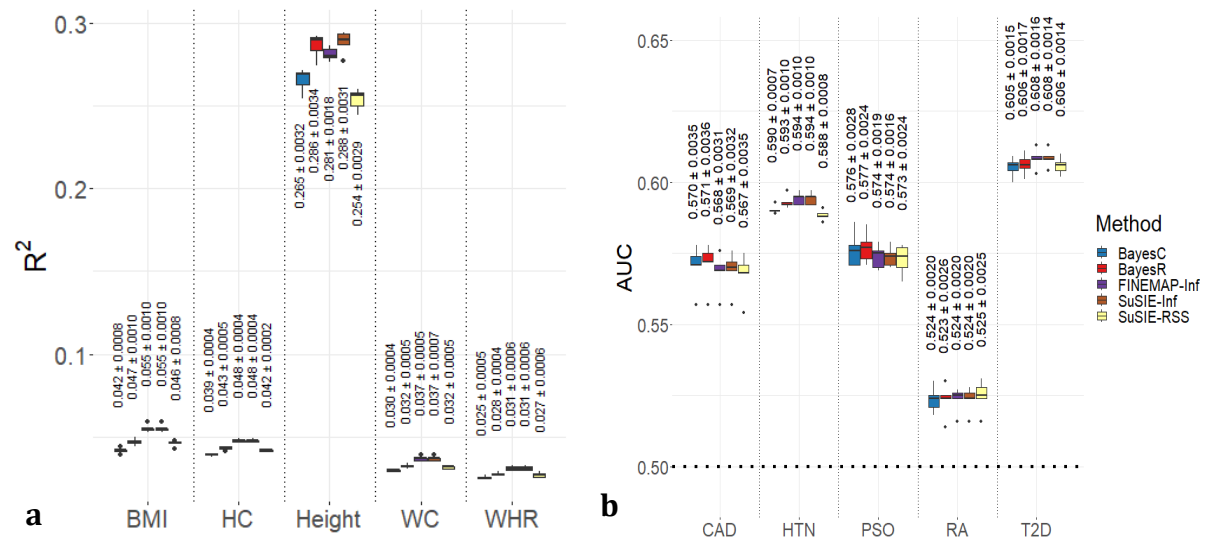 0.3
0.2
0.1
R²
0.042 ± 0.0008
0.047 ± 0.0010
0.055 ± 0.0010
0.055 ± 0.0010
0.046 ± 0.0008
0.039 ± 0.0004
0.043 ± 0.0005
0.048 ± 0.0004
0.048 ± 0.0004
0.042 ± 0.0002
0.265 ± 0.0032
0.286 ± 0.0034
0.281 ± 0.0018
0.288 ± 0.0031
0.254 ± 0.0029
0.030 ± 0.0004
0.032 ± 0.0005
0.037 ± 0.0005
0.037 ± 0.0007
0.032 ± 0.0005
0.025 ± 0.0005
0.028 ± 0.0004
0.031 ± 0.0006
0.031 ± 0.0006
0.027 ± 0.0006
a
BMI
HC
Height
WC
WHR
0.65
0.60
0.55
0.50
AUC
0.570 ± 0.0035
0.571 ± 0.0036
0.568 ± 0.0031
0.569 ± 0.0032
0.567 ± 0.0035
0.590 ± 0.0007
0.593 ± 0.0010
0.594 ± 0.0010
0.594 ± 0.0010
0.588 ± 0.0008
0.576 ± 0.0028
0.577 ± 0.0024
0.574 ± 0.0019
0.574 ± 0.0016
0.573 ± 0.0024
0.524 ± 0.0020
0.523 ± 0.0026
0.524 ± 0.0020
0.524 ± 0.0020
0.525 ± 0.0025
0.605 ± 0.0015
0.606 ± 0.0017
0.608 ± 0.0016
0.608 ± 0.0014
0.606 ± 0.0014
b
CAD
HTN
PSO
RA
T2D
Method
BayesC
BayesR
FINEMAP-Inf
SuSIE-Inf
SuSIE-RSS